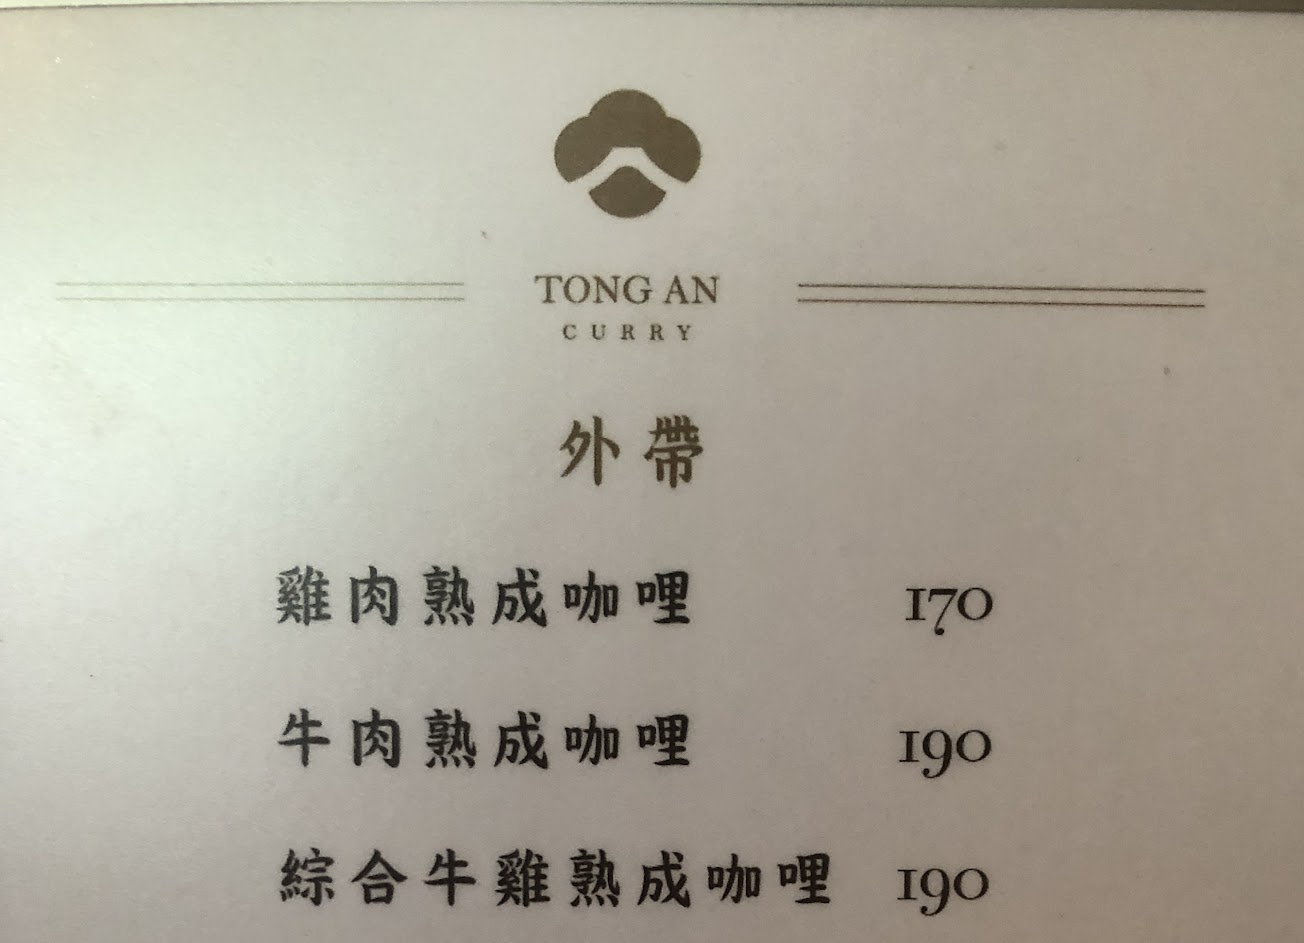 TONG AN
CURRY
外帶
雞肉熟成咖哩 170
牛肉熟成咖哩 190
綜合牛雞熟成咖哩 190